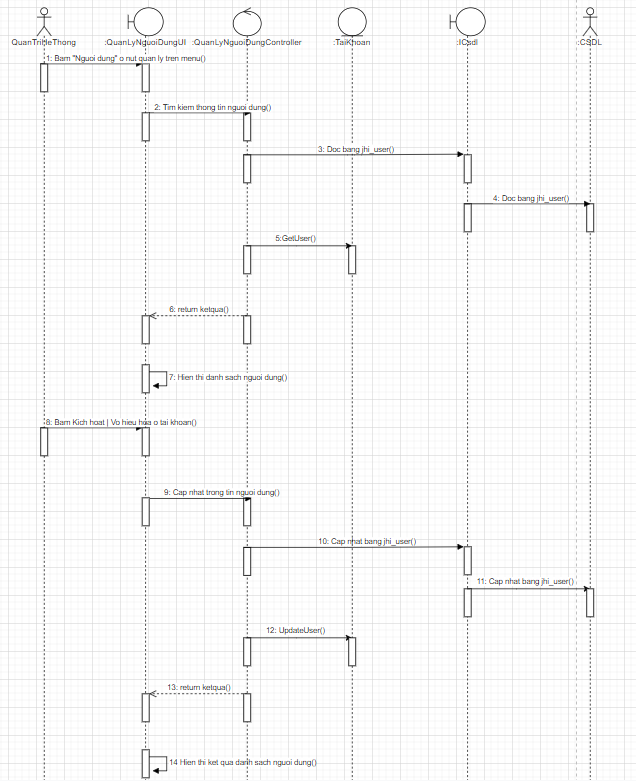 QuanTriHeThong :QuanLyNguoiDungUI :QuanLyNguoiDungController :TaiKhoan :ICsdl :CSDL
1: Bam "Nguoi dung" o nut quan ly tren menu()
2: Tim kiem thong tin nguoi dung()
3: Doc bang jhi_user()
4: Doc bang jhi_user()
5:GetUser()
6: return ketqua()
7: Hien thi danh sach nguoi dung()
8: Bam Kich hoat | Vo hieu hoa o tai khoan()
9: Cap nhat trong tin nguoi dung()
10: Cap nhat bang jhi_user()
11: Cap nhat bang jhi_user()
12: UpdateUser()
13: return ketqua()
14 Hien thi ket qua danh sach nguoi dung()